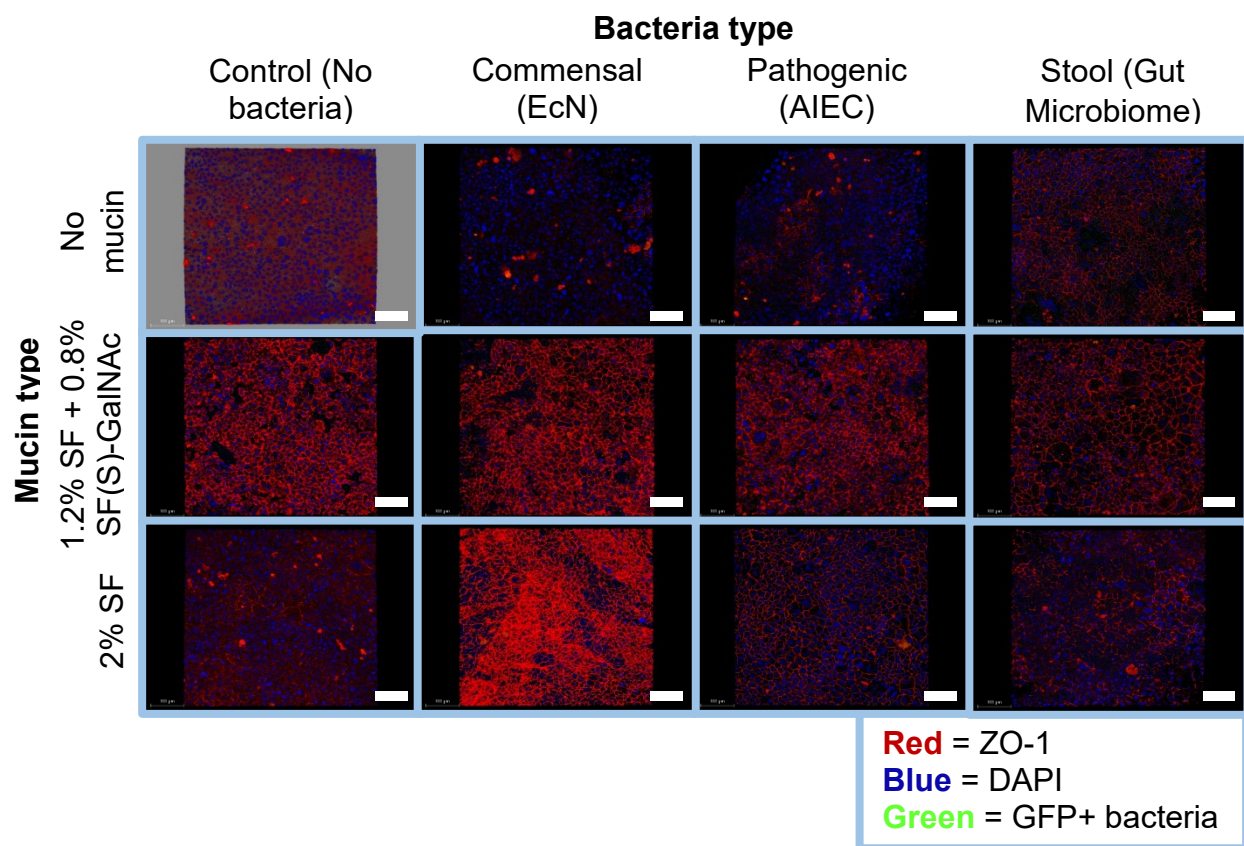 Bacteria type
Control (No
bacteria)
Commensal
(EcN)
Pathogenic
(AIEC)
Stool (Gut
Microbiome)
Mucin type
No
mucin
1.2% SF + 0.8%
SF(S)-GalNAc
2% SF
Red = ZO-1
Blue = DAPI
Green = GFP+ bacteria